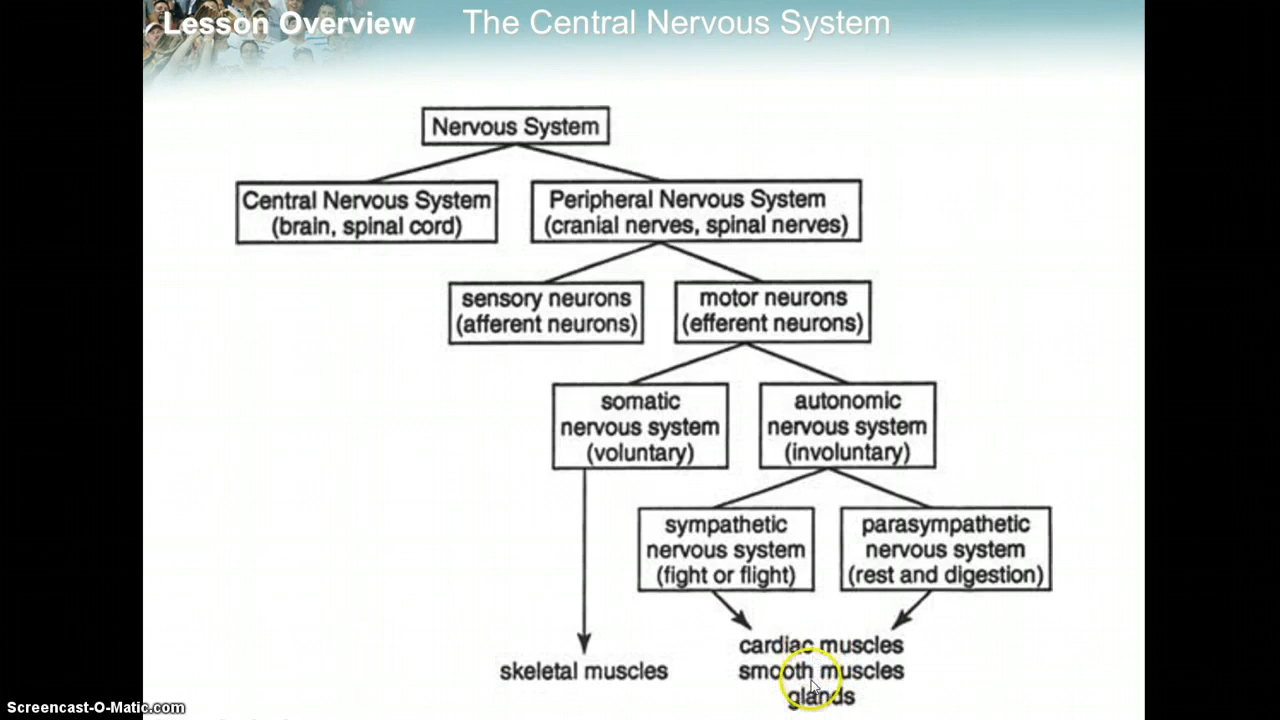 Lesson Overview The Central Nervous System
Nervous System
Central Nervous System
(brain, spinal cord)
Peripheral Nervous System
(cranial nerves, spinal nerves)
sensory neurons
(afferent neurons)
motor neurons
(efferent neurons)
somatic
nervous system
(voluntary)
autonomic
nervous system
(involuntary)
sympathetic
nervous system
(fight or flight)
parasympathetic
nervous system
(rest and digestion)
skeletal muscles
cardiac muscles
smooth muscles
glands
Screencast-O-Matic.com